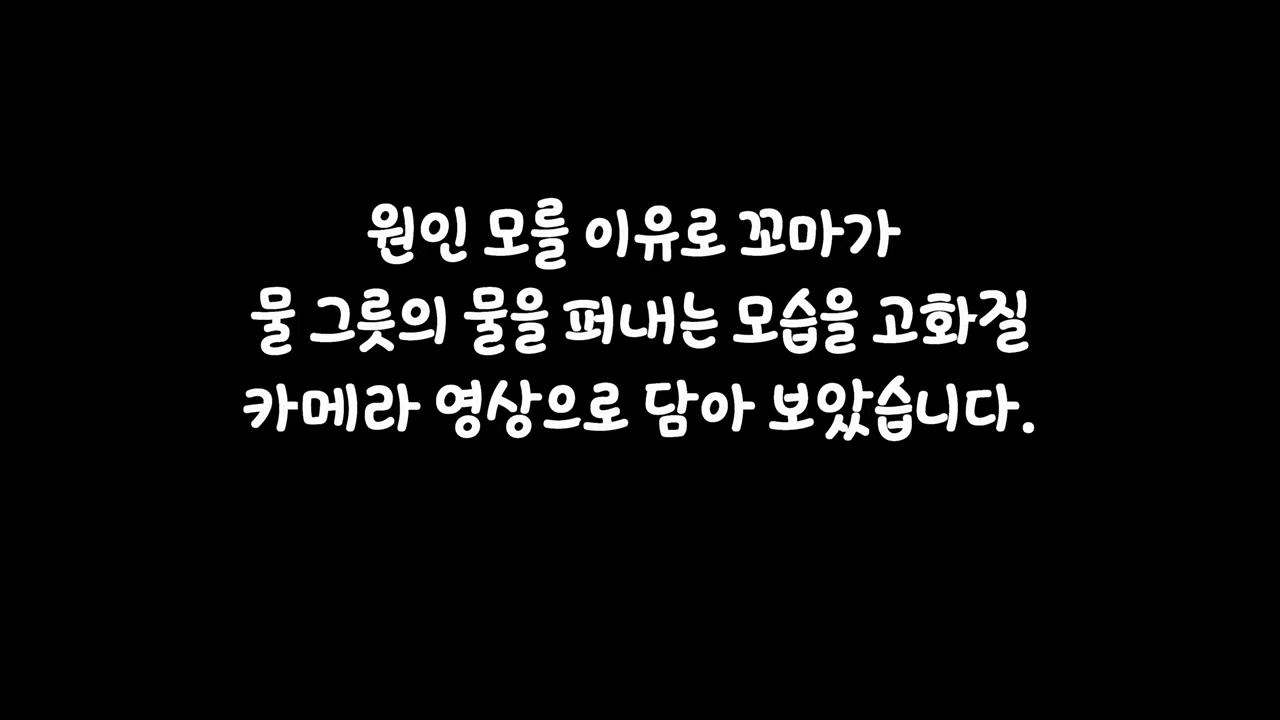 원인 모를 이유로 꼬마가
물 그릇의 물을 퍼내는 모습을 고화질
카메라 영상으로 담아 보았습니다.